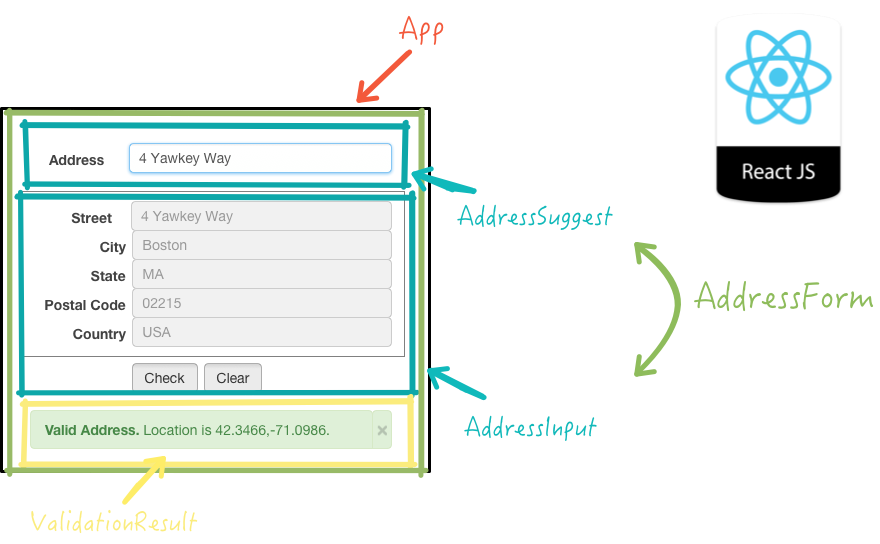 App
React JS
Address 4 Yawkey Way
AddressSuggest
Street 4 Yawkey Way
City Boston
State MA
Postal Code 02215
Country USA
AddressForm
Check Clear
AddressInput
Valid Address. Location is 42.3466,-71.0986. ×
ValidationResult